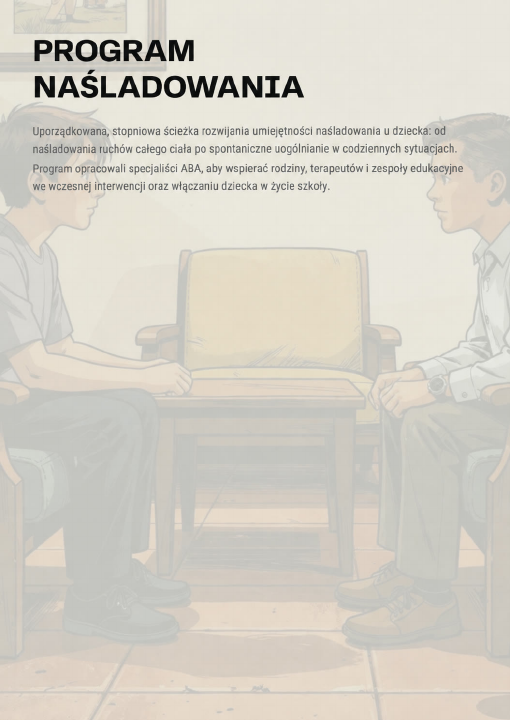 PROGRAM
NAŚLADOWANIA
Uporządkowana, stopniowa ścieżka rozwijania umiejętności naśladowania u dziecka: od
naśladowania ruchów całego ciała po spontaniczne uogólnianie w codziennych sytuacjach.
Program opracowali specjaliści ABA, aby wspierać rodziny, terapeutów i zespoły edukacyjne
we wczesnej interwencji oraz włączaniu dziecka w życie szkoły.